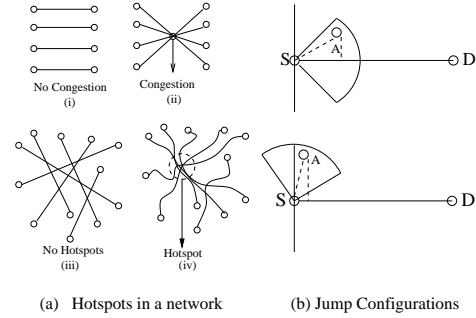 No Congestion
(i)
Congestion
(ii)
No Hotspots
(iii)
Hotspot
(iv)
(a) Hotspots in a network
S
A
D
S
A
D
(b) Jump Configurations